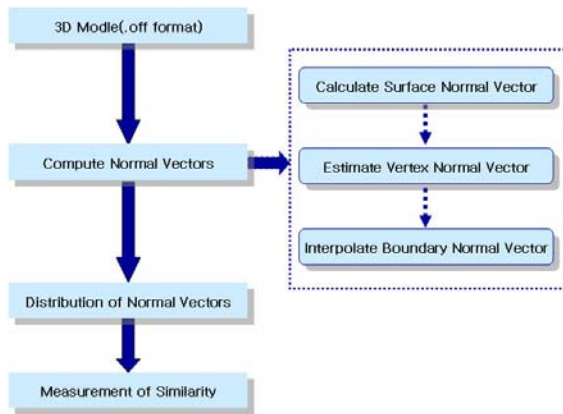 3D Modle(.off format)
Compute Normal Vectors
Distribution of Normal Vectors
Measurement of Similarity
Calculate Surface Normal Vector
Estimate Vertex Normal Vector
Interpolate Boundary Normal Vector